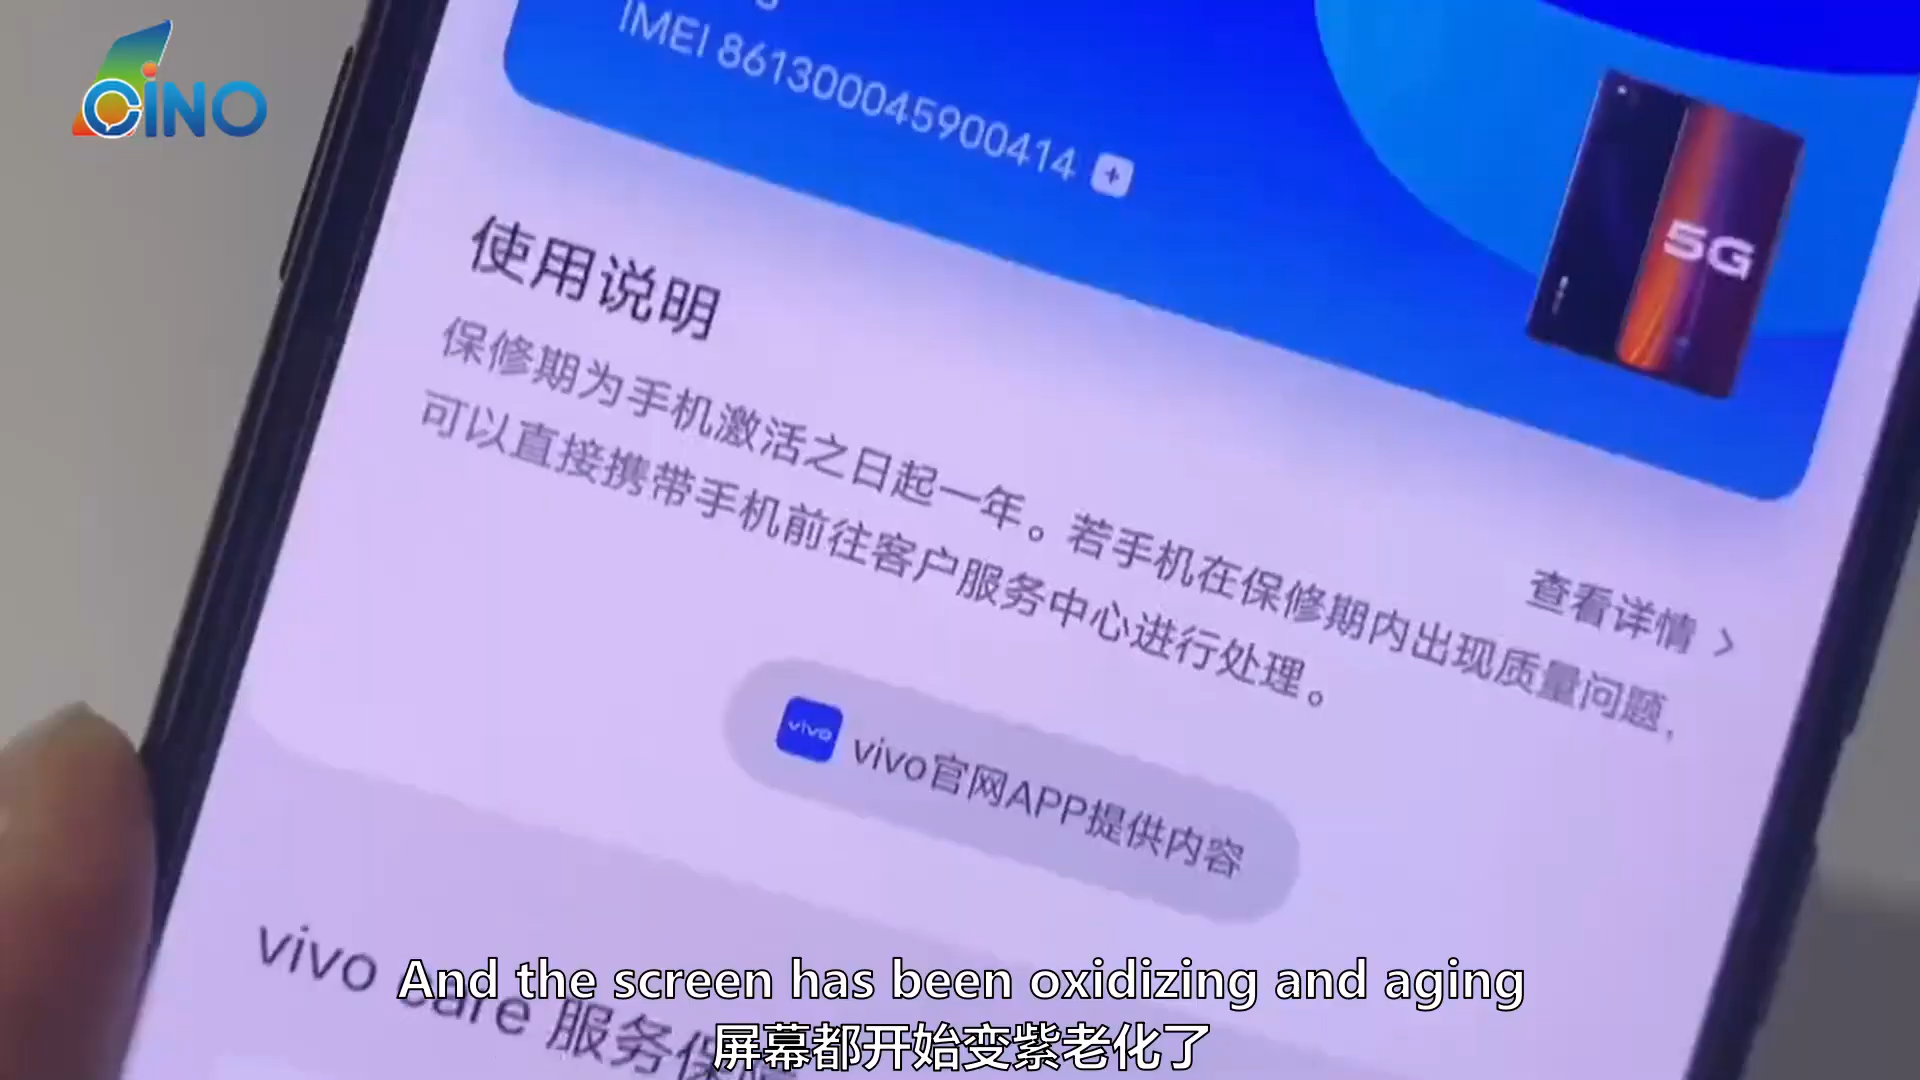 CINO
IMEI 861300045900414
5G
使用说明
保修期为手机激活之日起一年。若手机在保修期内出现质量问题,
可以直接携带手机前往客户服务中心进行处理。
查看详情 >
vivo
vivo官网APP提供内容
vivo care 服务保障
And the screen has been oxidizing and aging
屏幕都开始变紫老化了